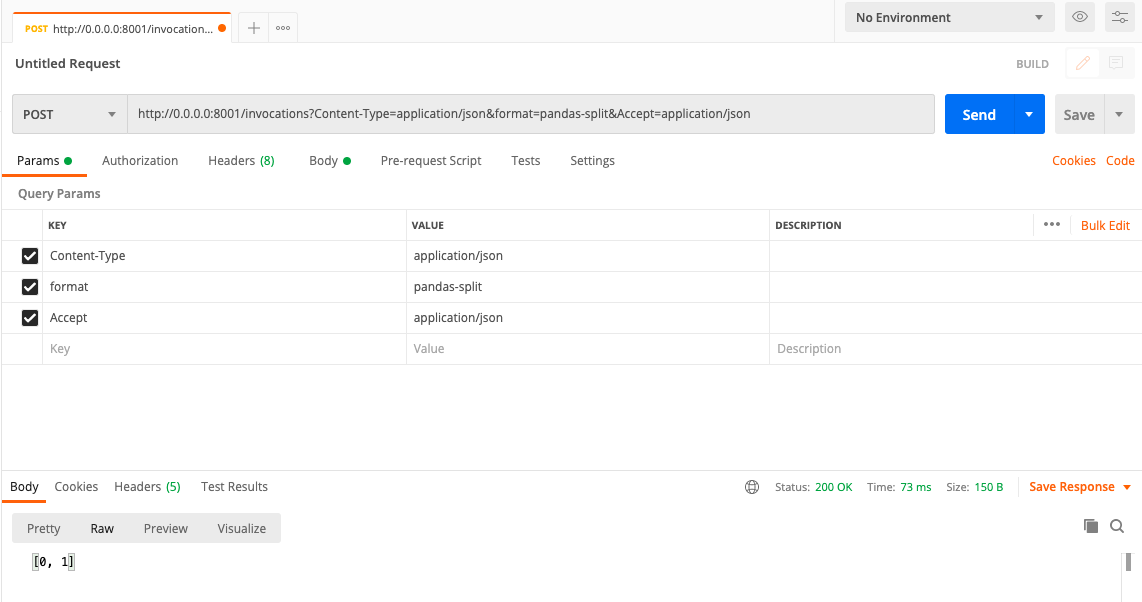 POST http://0.0.0.0:8001/invocation...
No Environment
Untitled Request
BUILD
POST
http://0.0.0.0:8001/invocations?Content-Type=application/json&format=pandas-split&Accept=application/json
Send
Save
Params
Authorization
Headers (8)
Body
Pre-request Script
Tests
Settings
Cookies
Code
Query Params
KEY VALUE DESCRIPTION
Bulk Edit
Content-Type application/json
format pandas-split
Accept application/json
Key Value Description
Body
Cookies
Headers (5)
Test Results
Status: 200 OK
Time: 73 ms
Size: 150 B
Save Response
Pretty
Raw
Preview
Visualize
[0, 1]